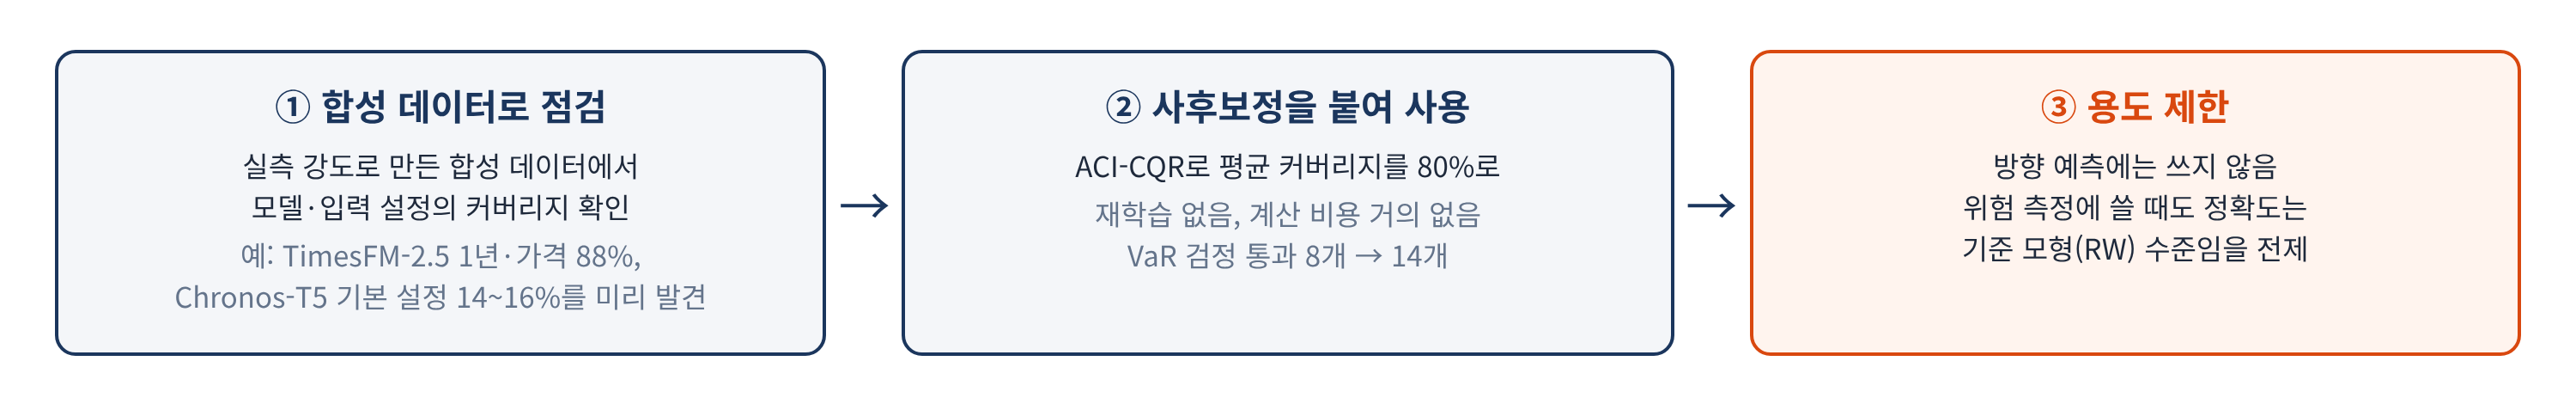 ① 합성 데이터로 점검
실측 강도로 만든 합성 데이터에서
모델·입력 설정의 커버리지 확인
예: TimesFM-2.5 1년·가격 88%,
Chronos-T5 기본 설정 14~16%를 미리 발견
→
② 사후보정을 붙여 사용
ACI-CQR로 평균 커버리지를 80%로
재학습 없음, 계산 비용 거의 없음
VaR 검정 통과 8개 → 14개
→
③ 용도 제한
방향 예측에는 쓰지 않음
위험 측정에 쓸 때도 정확도는
기준 모형(RW) 수준임을 전제